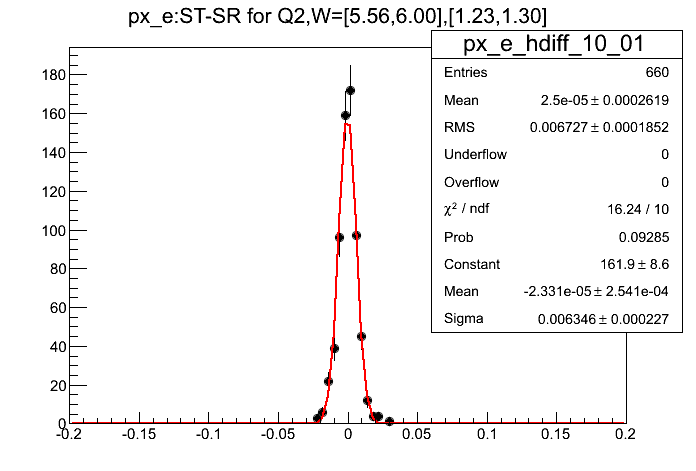 px_e:ST-SR for Q2,W=[5.56,6.00],[1.23,1.30]
px_e_hdiff_10_01
Entries 660
Mean 2.5e-05 ± 0.0002619
RMS 0.006727 ± 0.0001852
Underflow 0
Overflow 0
χ² / ndf 16.24 / 10
Prob 0.09285
Constant 161.9 ± 8.6
Mean -2.331e-05 ± 2.541e-04
Sigma 0.006346 ± 0.000227
180
160
140
120
100
80
60
40
20
0
-0.2 -0.15 -0.1 -0.05 0 0.05 0.1 0.15 0.2